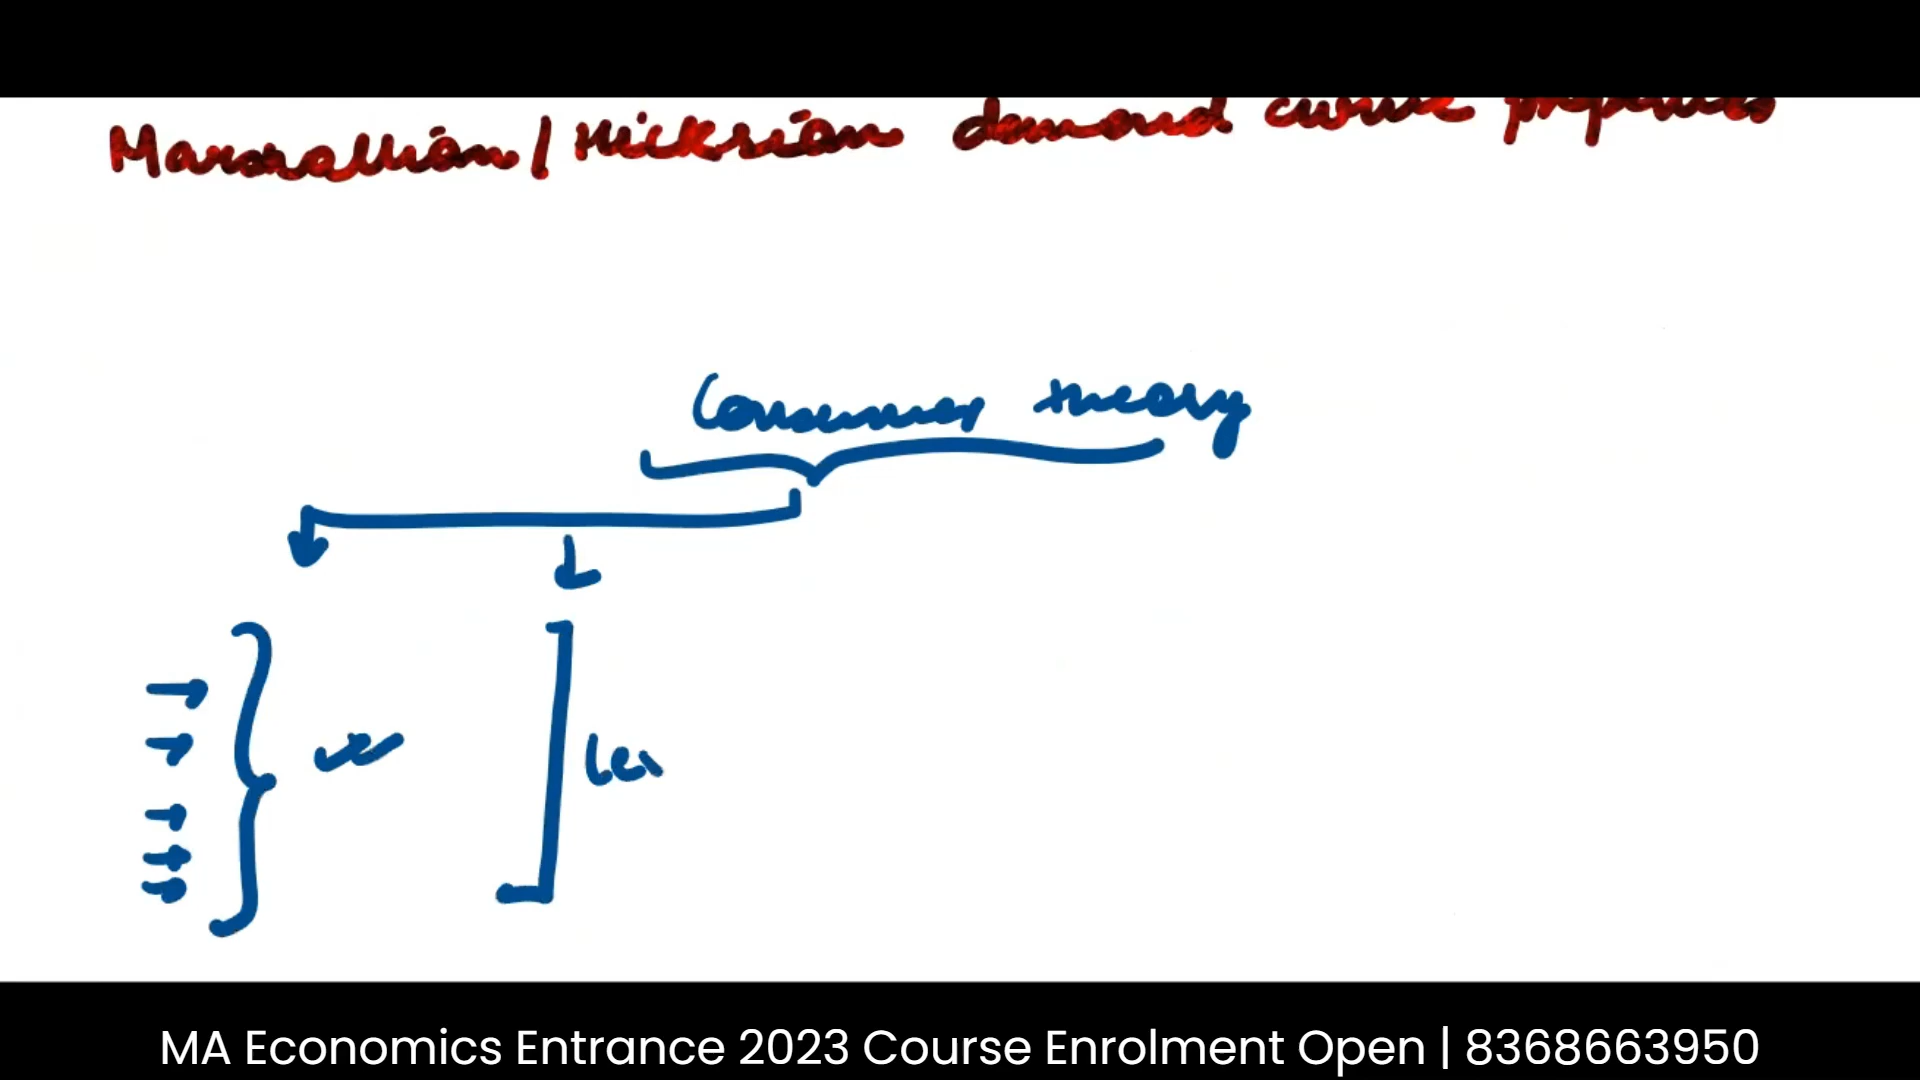 Marshallian/Hicksian demand curve properties
Consumer theory
MA Economics Entrance 2023 Course Enrolment Open | 8368663950